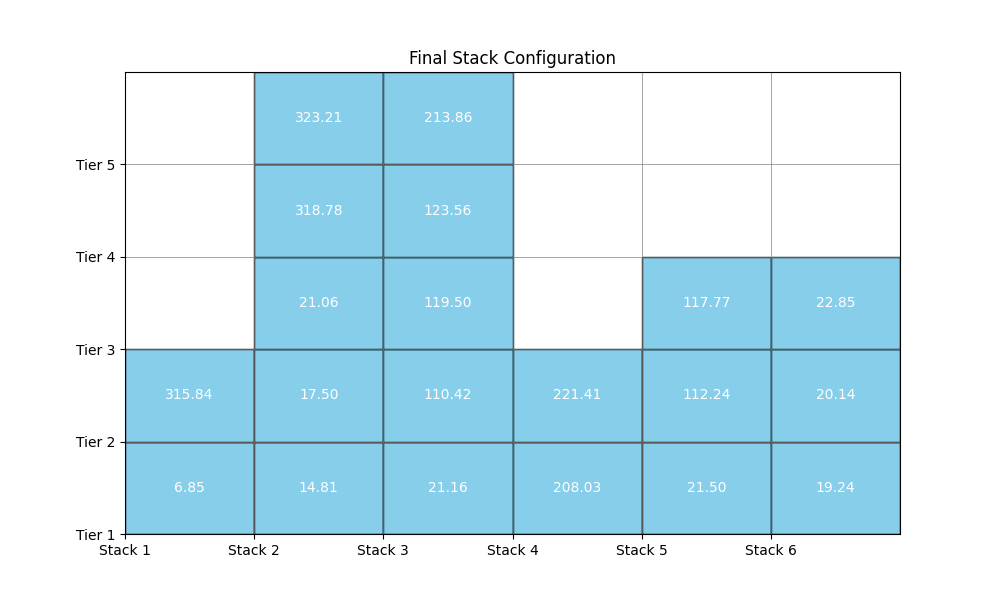 Final Stack Configuration
323.21 213.86
Tier 5
318.78 123.56
Tier 4
21.06 119.50 117.77 22.85
Tier 3
315.84 17.50 110.42 221.41 112.24 20.14
Tier 2
6.85 14.81 21.16 208.03 21.50 19.24
Tier 1
Stack 1 Stack 2 Stack 3 Stack 4 Stack 5 Stack 6